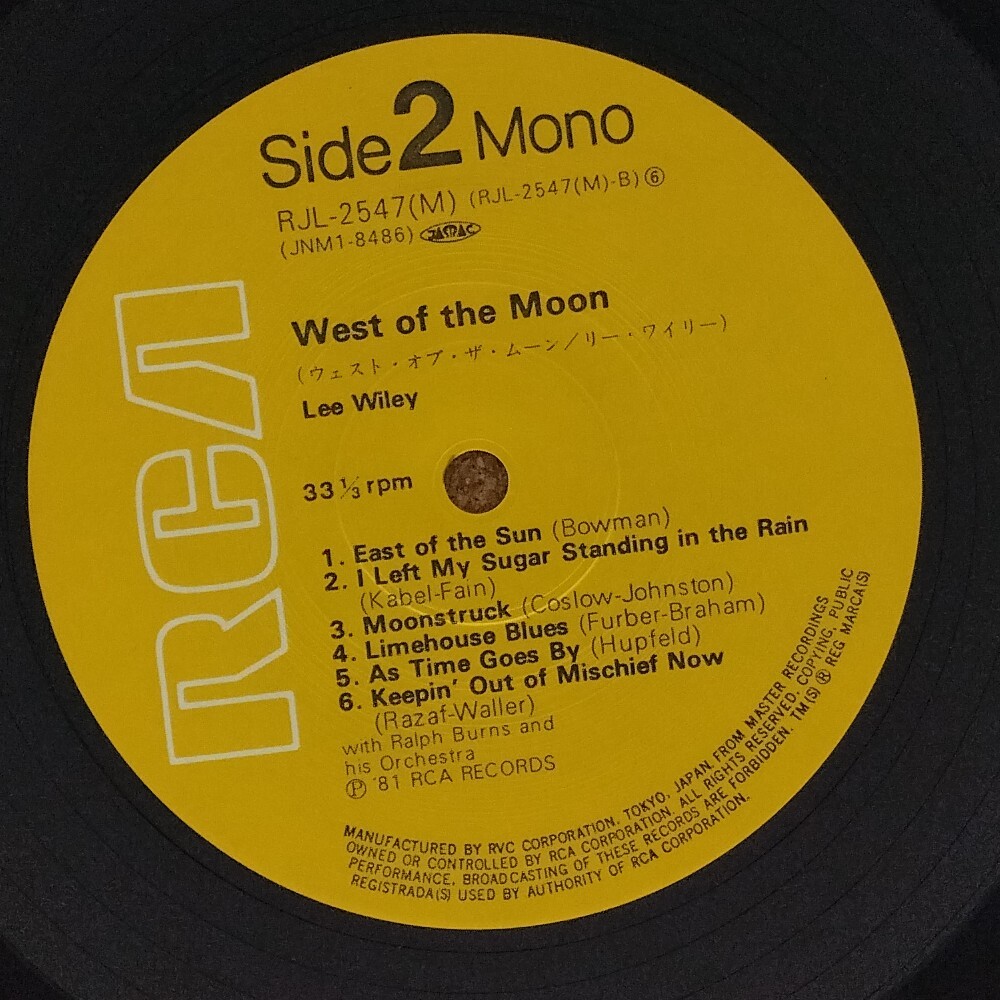 Side 2 Mono
RJL-2547(M) (RJL-2547(M)-B) ⑥
(JNM1-8486) JASRAC
RCA
West of the Moon
(ウェスト・オブ・ザ・ムーン/リー・ワイリー)
Lee Wiley
33 1/3 rpm
1. East of the Sun (Bowman)
2. I Left My Sugar Standing in the Rain
(Kabel-Fain)
3. Moonstruck (Coslow-Johnston)
4. Limehouse Blues (Furber-Braham)
5. As Time Goes By (Hupfeld)
6. Keepin' Out of Mischief Now
(Razaf-Waller)
with Ralph Burns and
his Orchestra
Ⓟ '81 RCA RECORDS
MANUFACTURED BY RVC CORPORATION, TOKYO, JAPAN, FROM MASTER RECORDINGS
OWNED OR CONTROLLED BY RCA CORPORATION. ALL RIGHTS RESERVED. COPYING, PUBLIC
PERFORMANCE, BROADCASTING OF THESE RECORDS ARE FORBIDDEN. TM(S) ® REG MARCA(S)
REGISTRADA(S) USED BY AUTHORITY OF RCA CORPORATION.